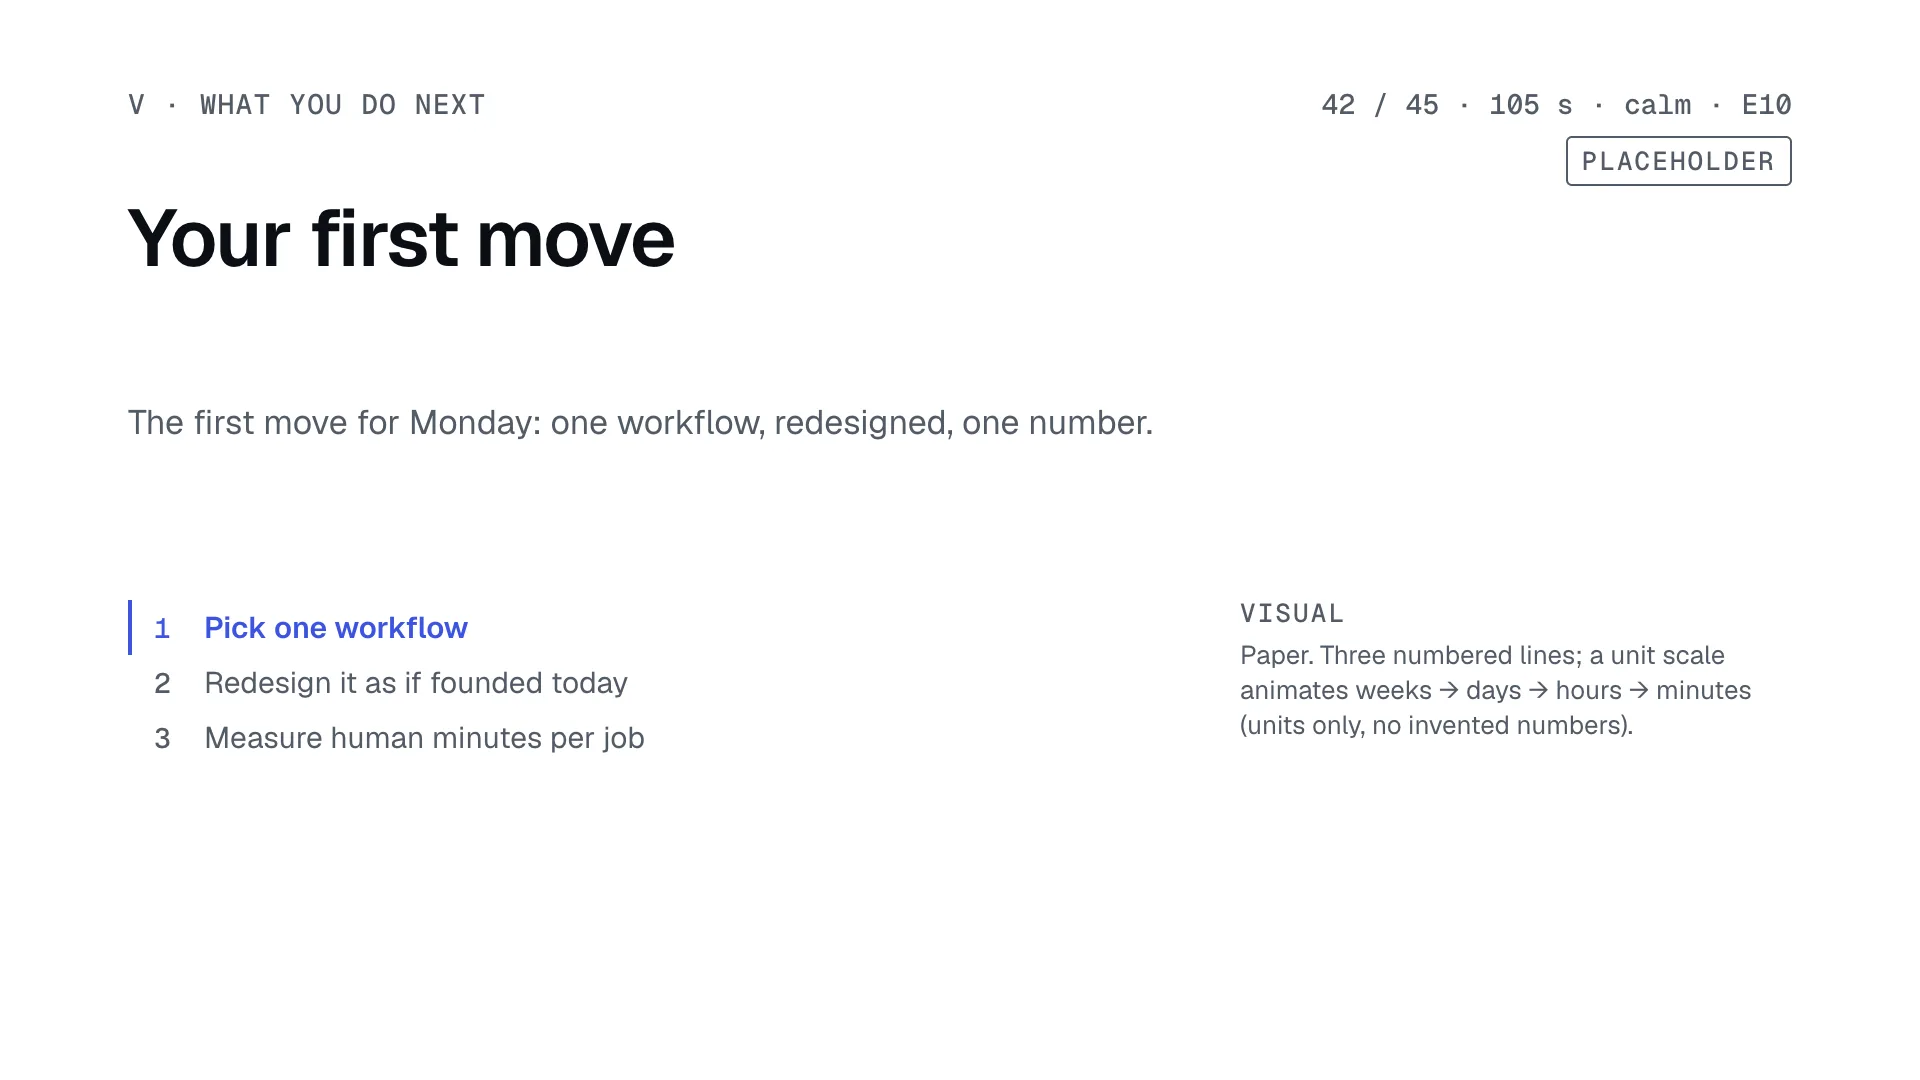 V · WHAT YOU DO NEXT
42 / 45 · 105 s · calm · E10
PLACEHOLDER
Your first move
The first move for Monday: one workflow, redesigned, one number.
1 Pick one workflow
2 Redesign it as if founded today
3 Measure human minutes per job
VISUAL
Paper. Three numbered lines; a unit scale
animates weeks → days → hours → minutes
(units only, no invented numbers).